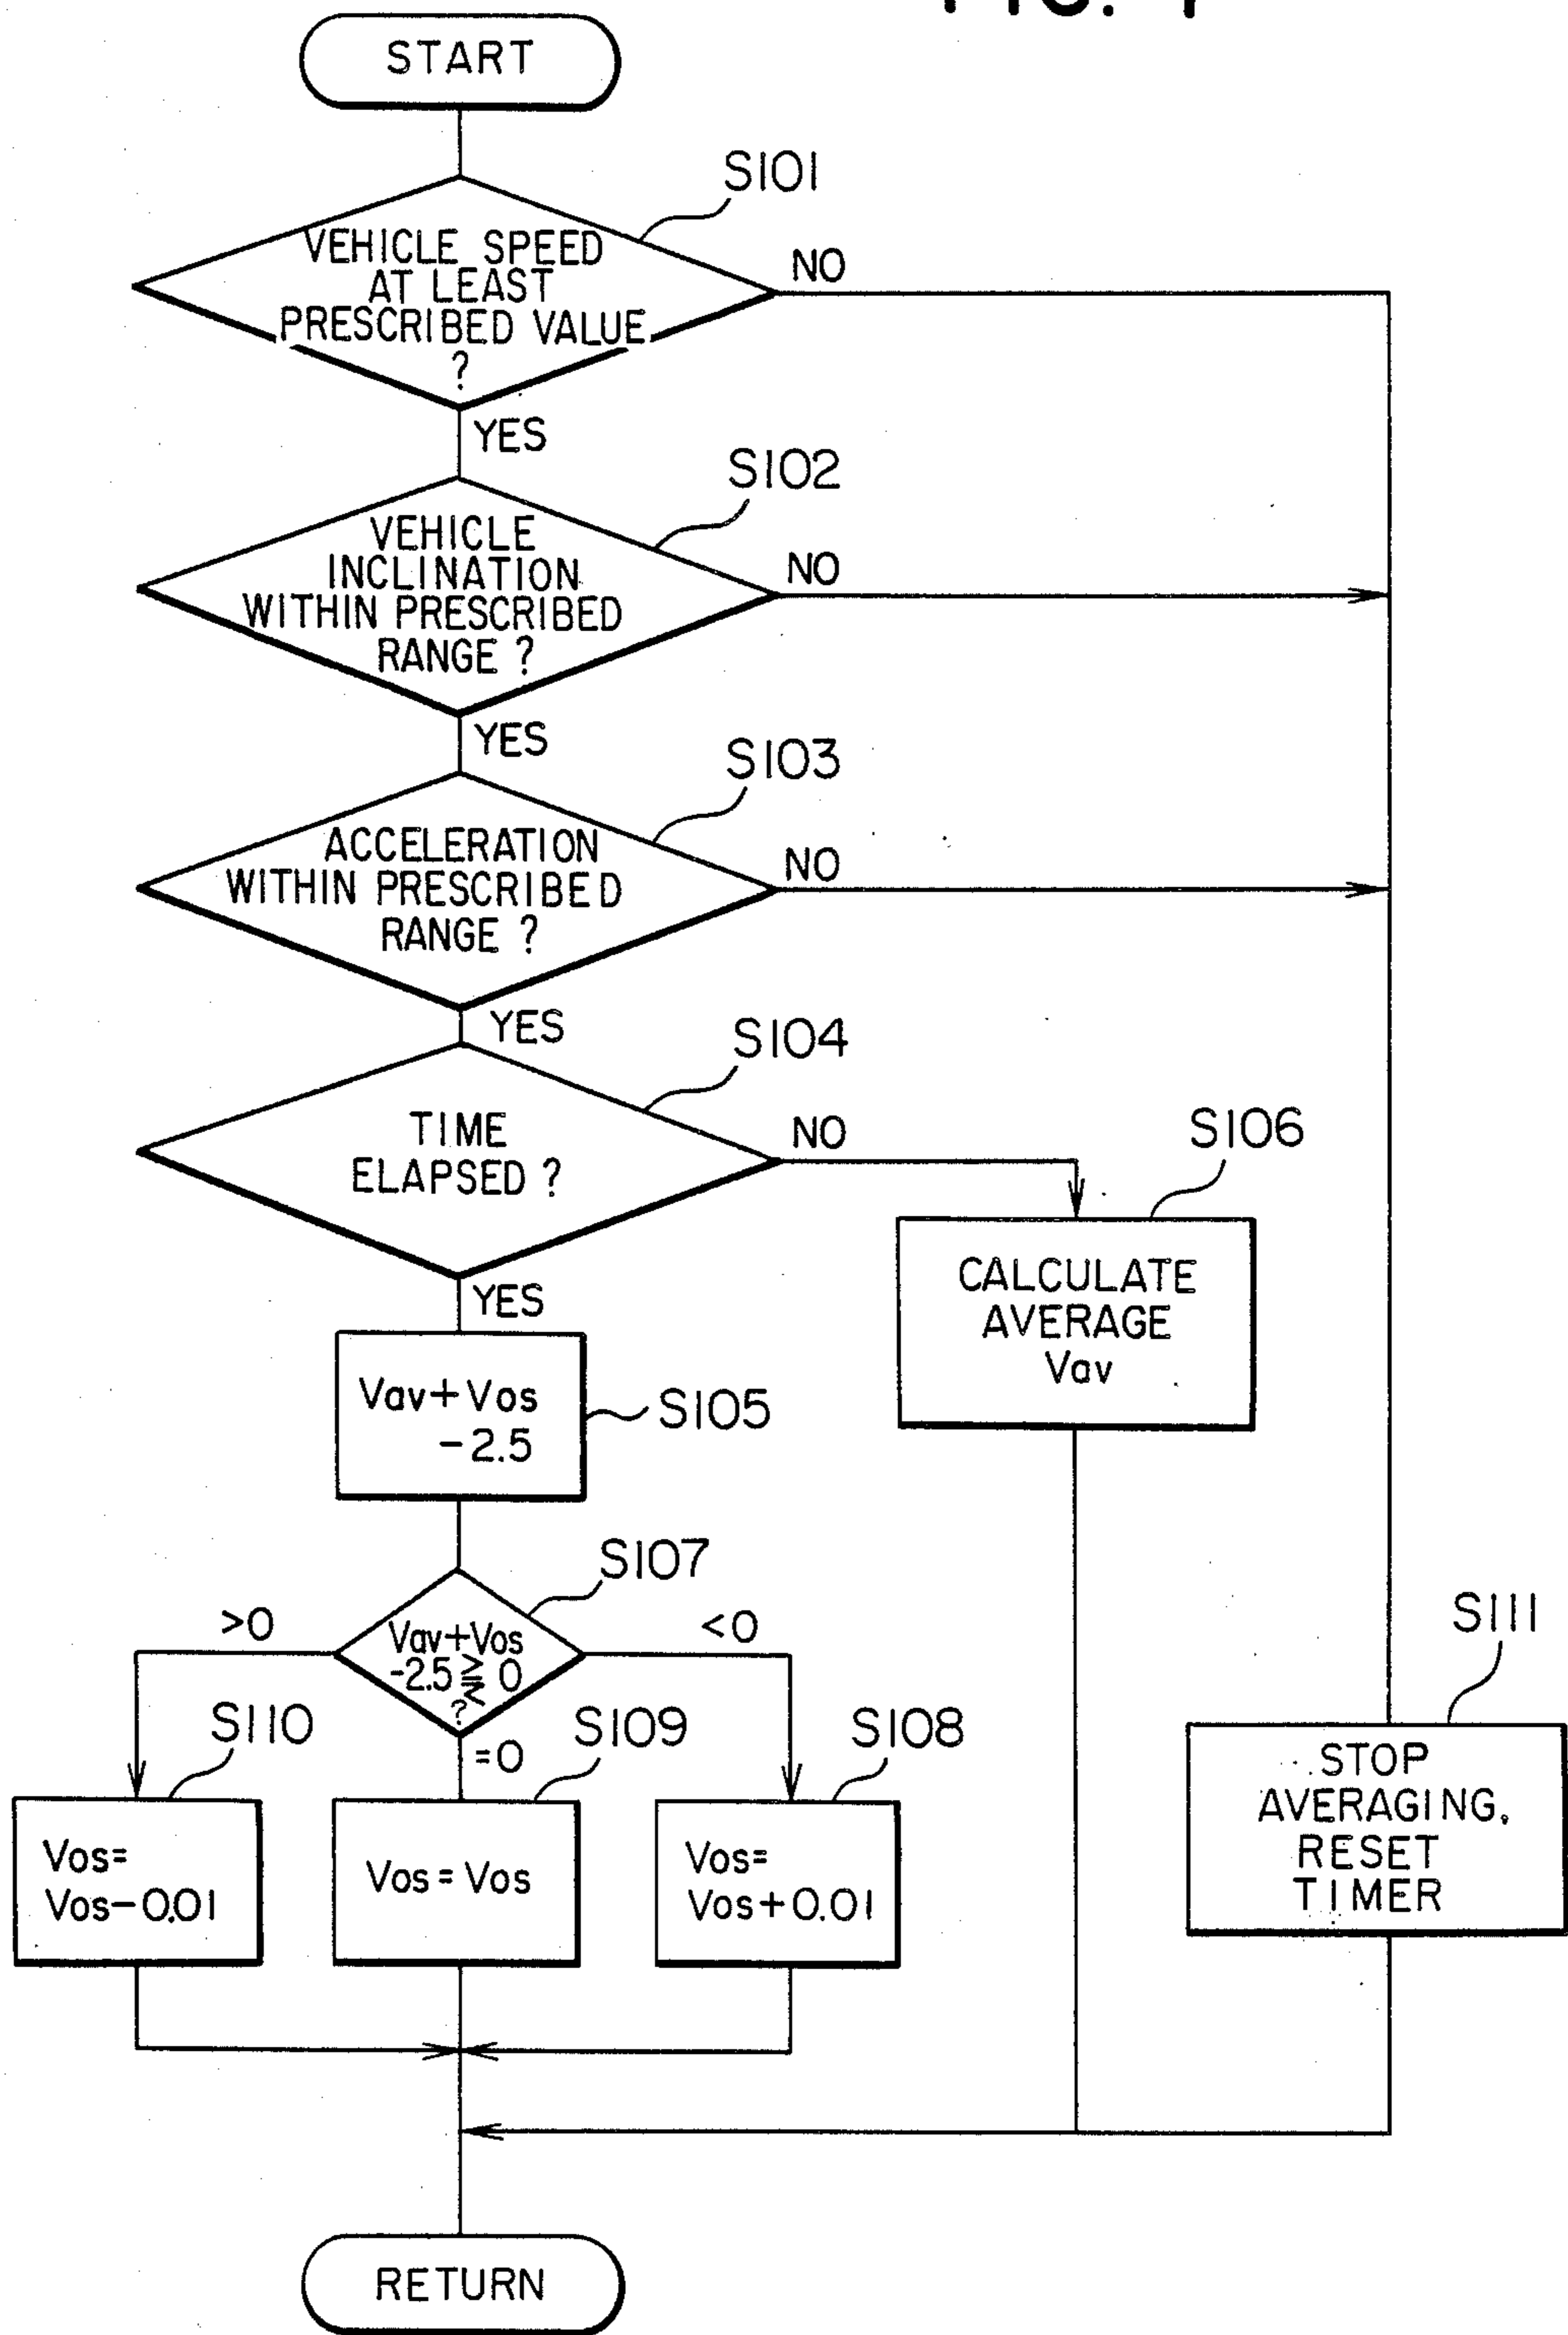 START
S101
VEHICLE SPEED
AT LEAST
PRESCRIBED VALUE
?
NO
YES
S102
VEHICLE
INCLINATION
WITHIN PRESCRIBED
RANGE ?
NO
YES
S103
ACCELERATION
WITHIN PRESCRIBED
RANGE ?
NO
YES
S104
TIME
ELAPSED ?
NO
S106
CALCULATE
AVERAGE
Vav
YES
Vav+Vos
-2.5
S105
S107
>0
Vav+Vos
-2.5 ⋛ 0
?
<0
=0
S110
Vos=
Vos-0.01
S109
Vos=Vos
S108
Vos=
Vos+0.01
S111
STOP
AVERAGING,
RESET
TIMER
RETURN